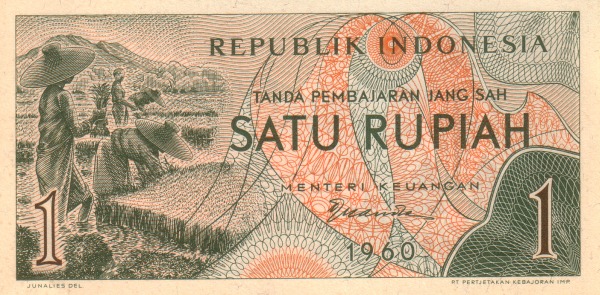 REPUBLIK INDONESIA
TANDA PEMBAJARAN JANG SAH
SATU RUPIAH
MENTERI KEUANGAN
Djuanda
1960
1
1
JUNALIES DEL.
PT. PERTJETAKAN KEBAJORAN IMP.